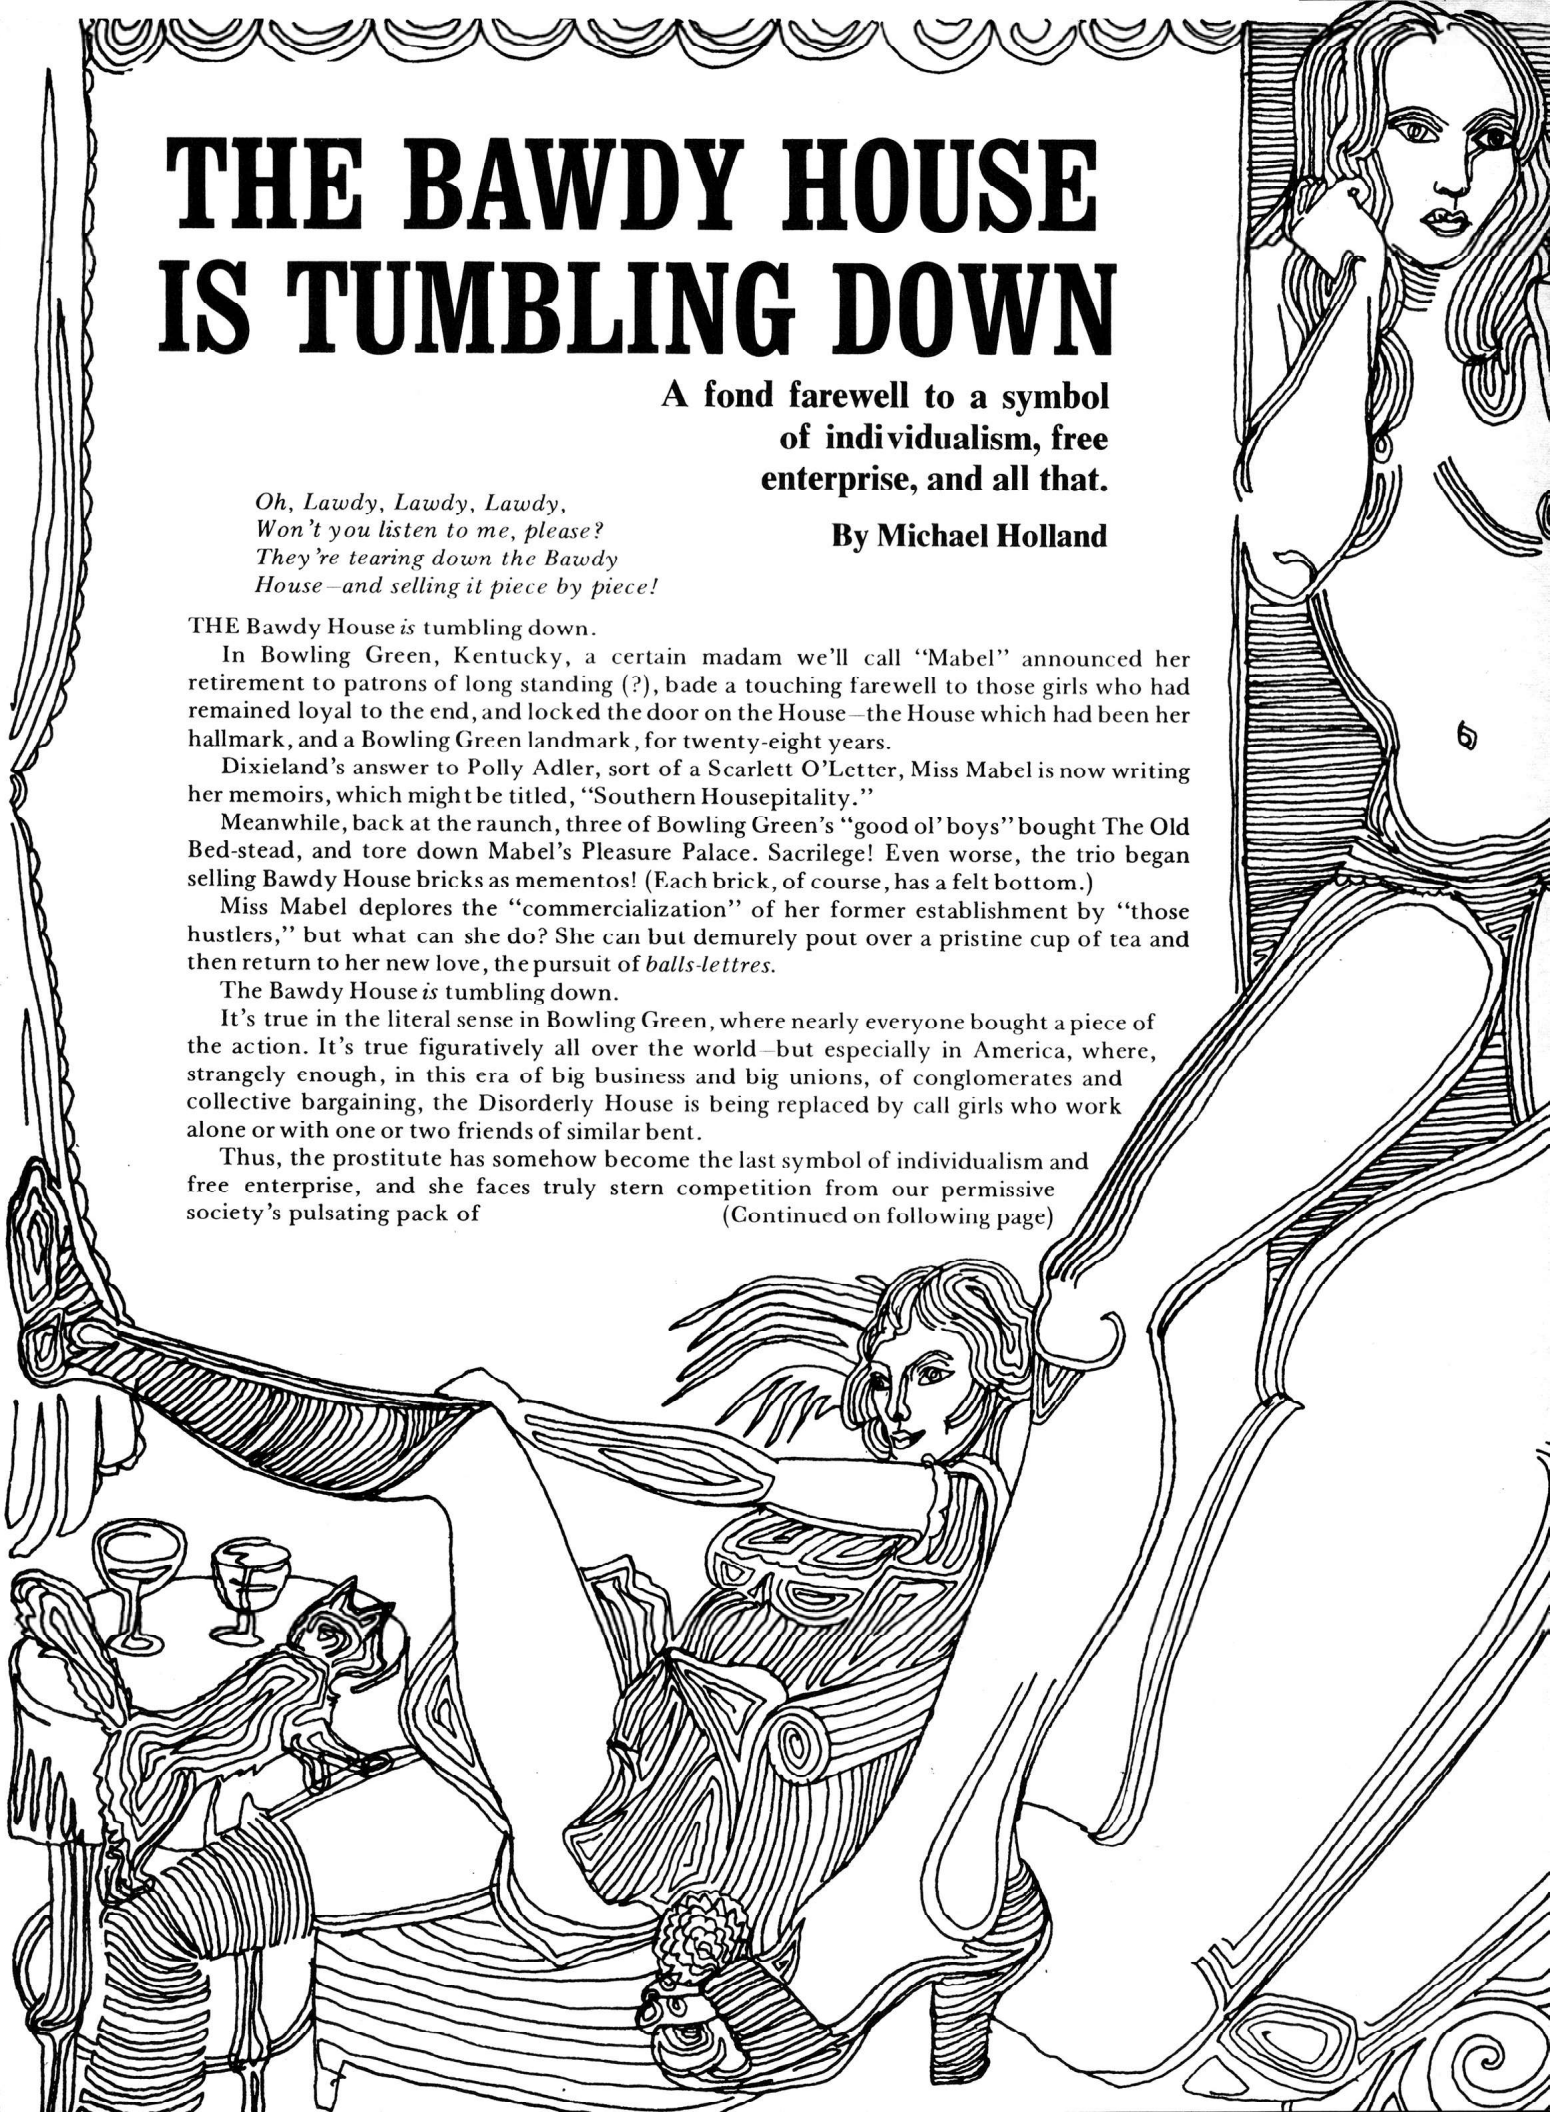 THE BAWDY HOUSE
IS TUMBLING DOWN
A fond farewell to a symbol
of individualism, free
enterprise, and all that.
By Michael Holland
Oh, Lawdy, Lawdy, Lawdy,
Won't you listen to me, please?
They're tearing down the Bawdy
House—and selling it piece by piece!
THE Bawdy House is tumbling down.
In Bowling Green, Kentucky, a certain madam we'll call "Mabel" announced her
retirement to patrons of long standing (?), bade a touching farewell to those girls who had
remained loyal to the end, and locked the door on the House—the House which had been her
hallmark, and a Bowling Green landmark, for twenty-eight years.
Dixieland's answer to Polly Adler, sort of a Scarlett O'Letter, Miss Mabel is now writing
her memoirs, which might be titled, "Southern Housepitality."
Meanwhile, back at the raunch, three of Bowling Green's "good ol' boys" bought The Old
Bed-stead, and tore down Mabel's Pleasure Palace. Sacrilege! Even worse, the trio began
selling Bawdy House bricks as mementos! (Each brick, of course, has a felt bottom.)
Miss Mabel deplores the "commercialization" of her former establishment by "those
hustlers," but what can she do? She can but demurely pout over a pristine cup of tea and
then return to her new love, the pursuit of balls-lettres.
The Bawdy House is tumbling down.
It's true in the literal sense in Bowling Green, where nearly everyone bought a piece of
the action. It's true figuratively all over the world—but especially in America, where,
strangely enough, in this era of big business and big unions, of conglomerates and
collective bargaining, the Disorderly House is being replaced by call girls who work
alone or with one or two friends of similar bent.
Thus, the prostitute has somehow become the last symbol of individualism and
free enterprise, and she faces truly stern competition from our permissive
society's pulsating pack of (Continued on following page)